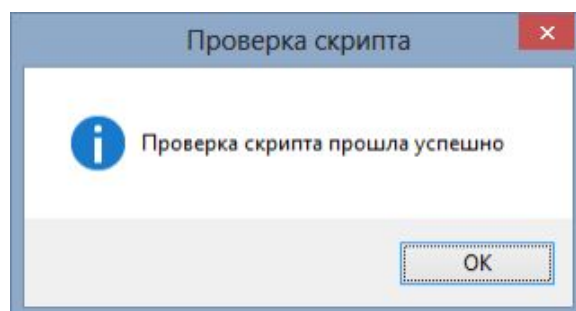 Проверка скрипта
Проверка скрипта прошла успешно
OK